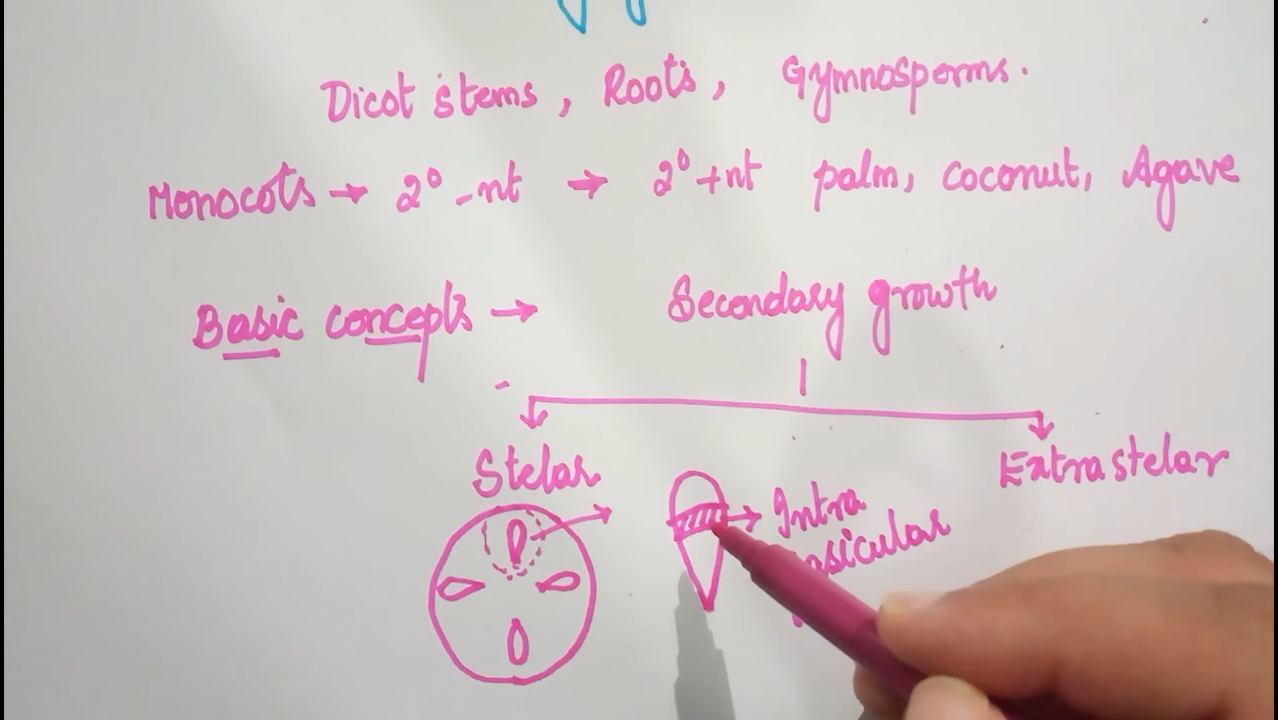 Dicot stems, Roots, Gymnosperms.
Monocots → 2° -nt → 2° +nt palm, coconut, Agave
Basic concepts → Secondary growth
Stelar Extrastelar
Intra